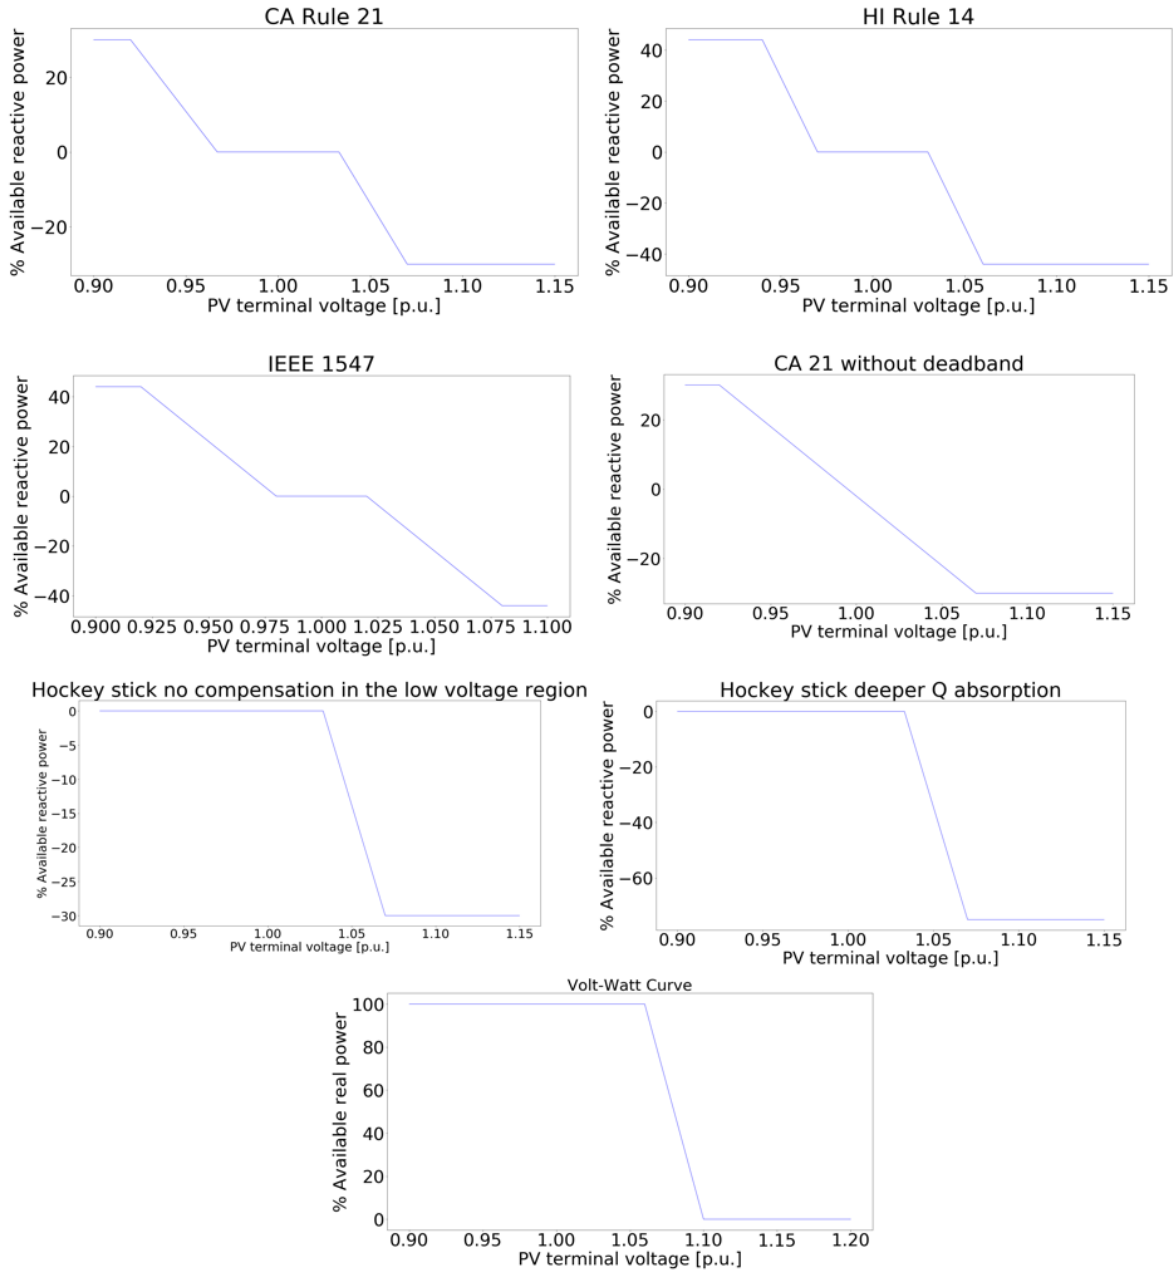 CA Rule 21
% Available reactive power
20
0
−20
0.90 0.95 1.00 1.05 1.10 1.15
PV terminal voltage [p.u.]
HI Rule 14
% Available reactive power
40
20
0
−20
−40
0.90 0.95 1.00 1.05 1.10 1.15
PV terminal voltage [p.u.]
IEEE 1547
% Available reactive power
40
20
0
−20
−40
0.900 0.925 0.950 0.975 1.000 1.025 1.050 1.075 1.100
PV terminal voltage [p.u.]
CA 21 without deadband
% Available reactive power
20
0
−20
0.90 0.95 1.00 1.05 1.10 1.15
PV terminal voltage [p.u.]
Hockey stick no compensation in the low voltage region
% Available reactive power
0
−5
−10
−15
−20
−25
−30
0.90 0.95 1.00 1.05 1.10 1.15
PV terminal voltage [p.u.]
Hockey stick deeper Q absorption
% Available reactive power
0
−20
−40
−60
0.90 0.95 1.00 1.05 1.10 1.15
PV terminal voltage [p.u.]
Volt-Watt Curve
% Available real power
100
80
60
40
20
0
0.90 0.95 1.00 1.05 1.10 1.15 1.20
PV terminal voltage [p.u.]